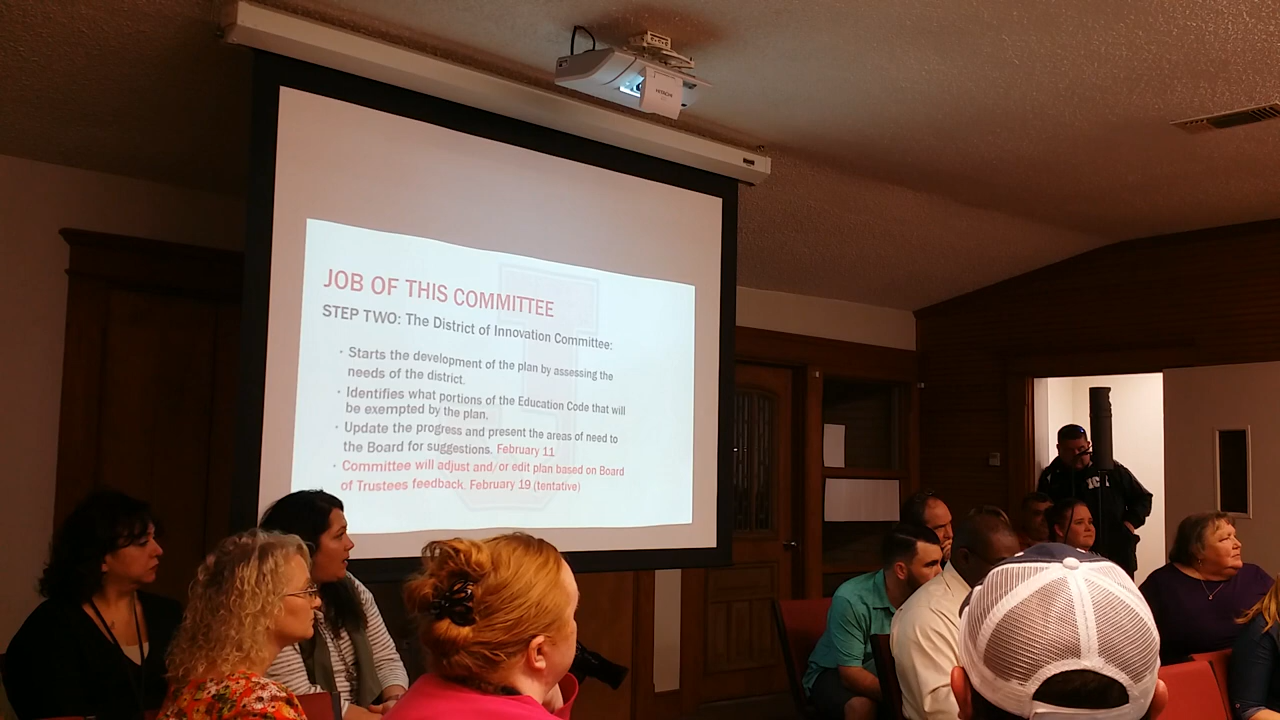 HITACHI
JOB OF THIS COMMITTEE
STEP TWO: The District of Innovation Committee:
· Starts the development of the plan by assessing the
needs of the district.
· Identifies what portions of the Education Code that will
be exempted by the plan.
· Update the progress and present the areas of need to
the Board for suggestions. February 11
· Committee will adjust and/or edit plan based on Board
of Trustees feedback. February 19 (tentative)